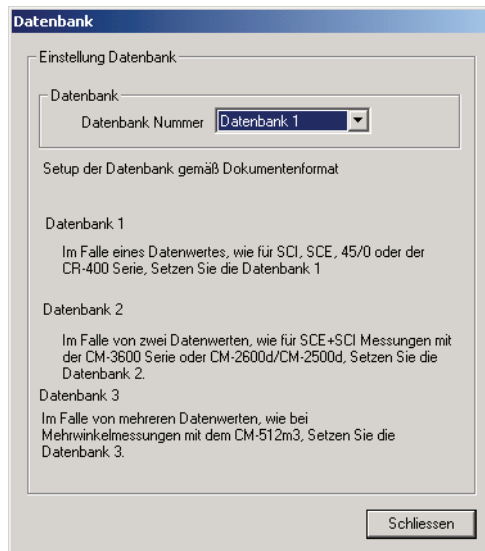 Datenbank
Einstellung Datenbank
Datenbank
Datenbank Nummer Datenbank 1
Setup der Datenbank gemäß Dokumentenformat
Datenbank 1
Im Falle eines Datenwertes, wie für SCI, SCE, 45/0 oder der
CR-400 Serie, Setzen Sie die Datenbank 1
Datenbank 2
Im Falle von zwei Datenwerten, wie für SCE+SCI Messungen mit
der CM-3600 Serie oder CM-2600d/CM-2500d, Setzen Sie die
Datenbank 2.
Datenbank 3
Im Falle von mehreren Datenwerten, wie bei
Mehrwinkelmessungen mit dem CM-512m3, Setzen Sie die
Datenbank 3.
Schliessen